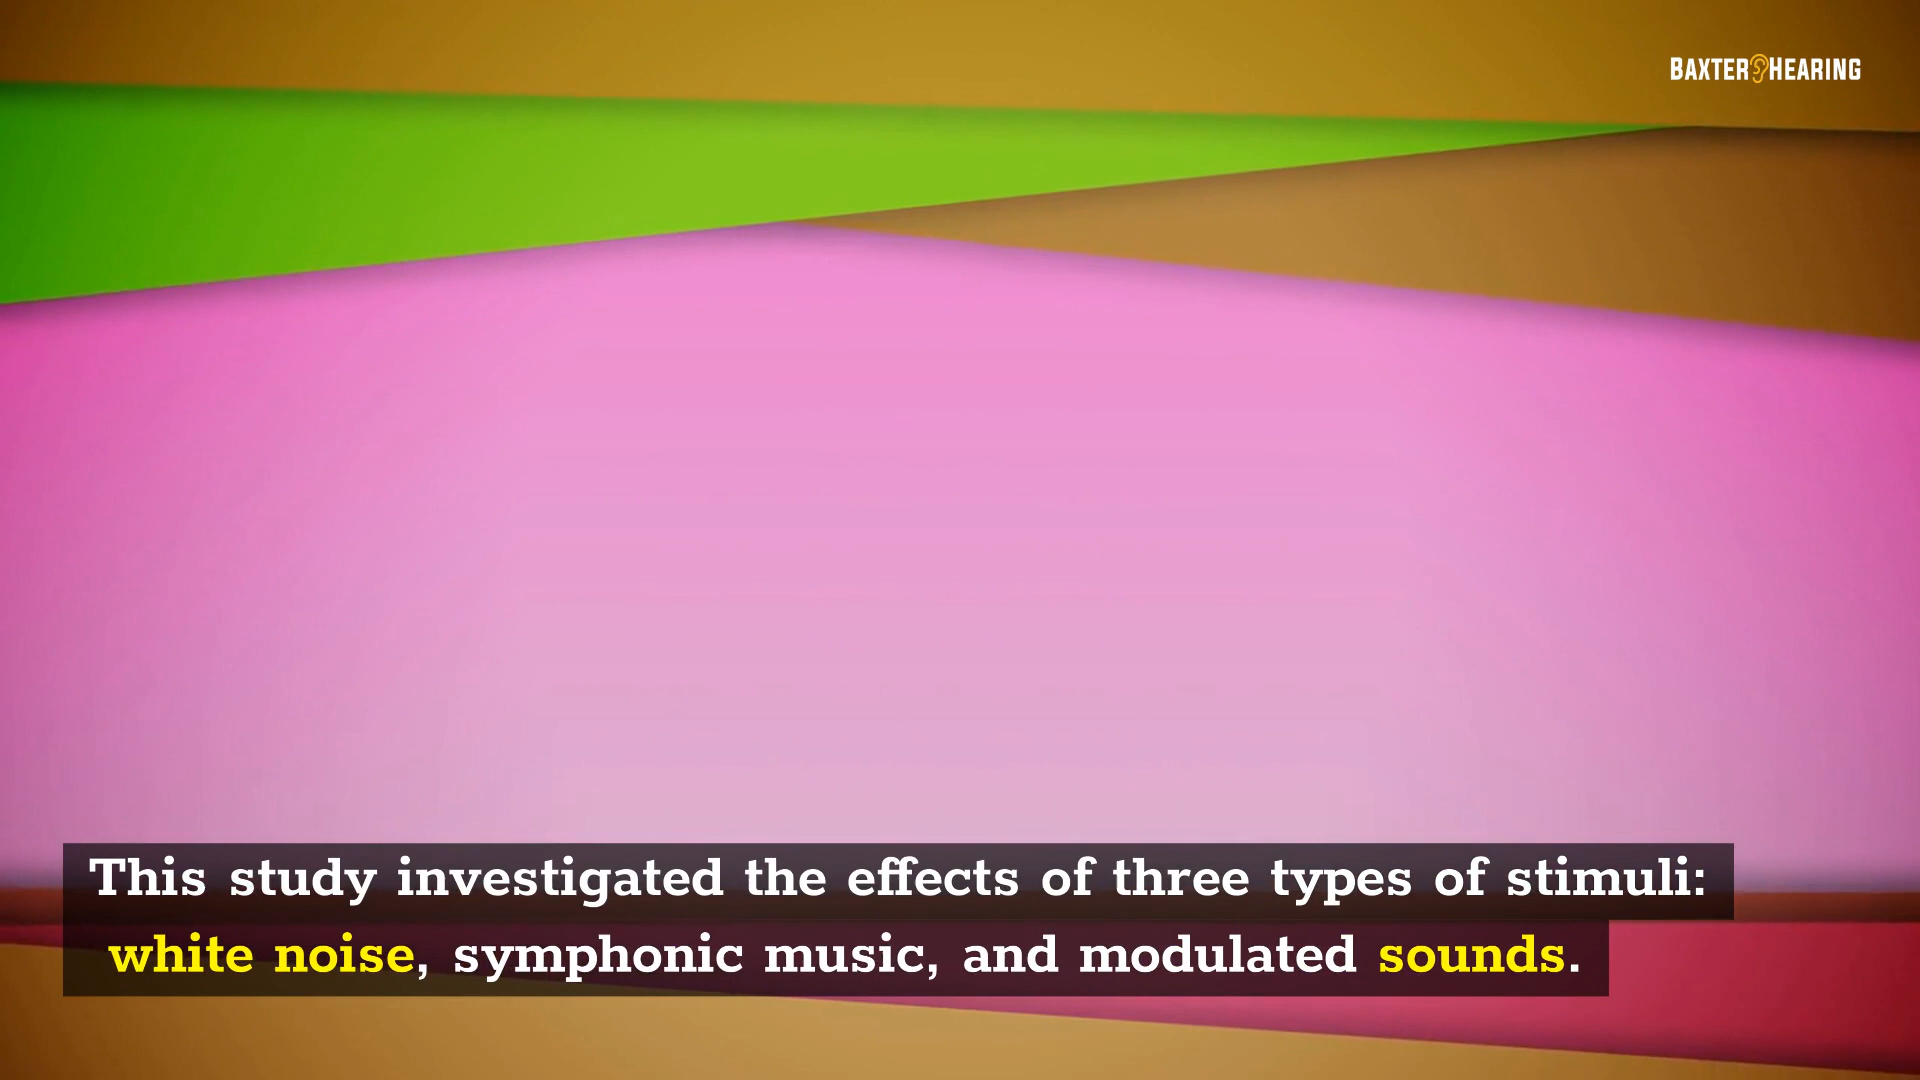 BAXTER HEARING
This study investigated the effects of three types of stimuli:
white noise, symphonic music, and modulated sounds.